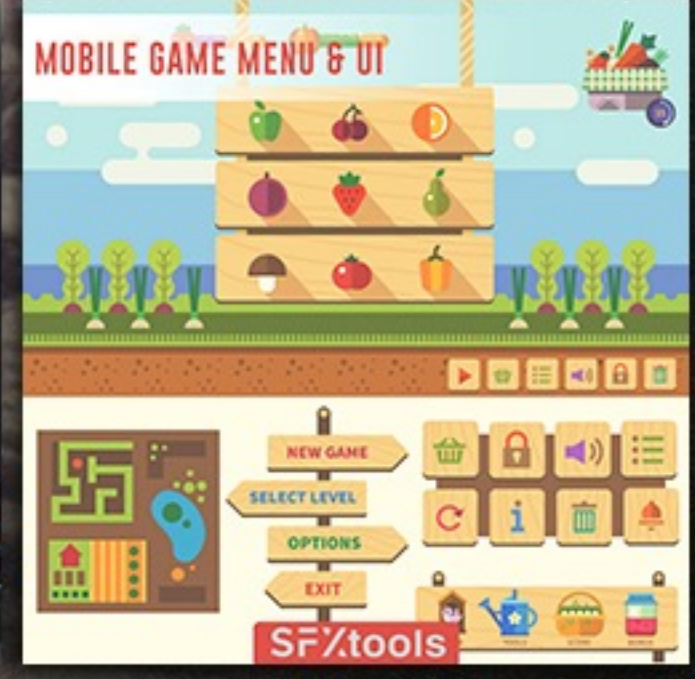 MOBILE GAME MENU & UI
NEW GAME
SELECT LEVEL
OPTIONS
EXIT
SFXtools